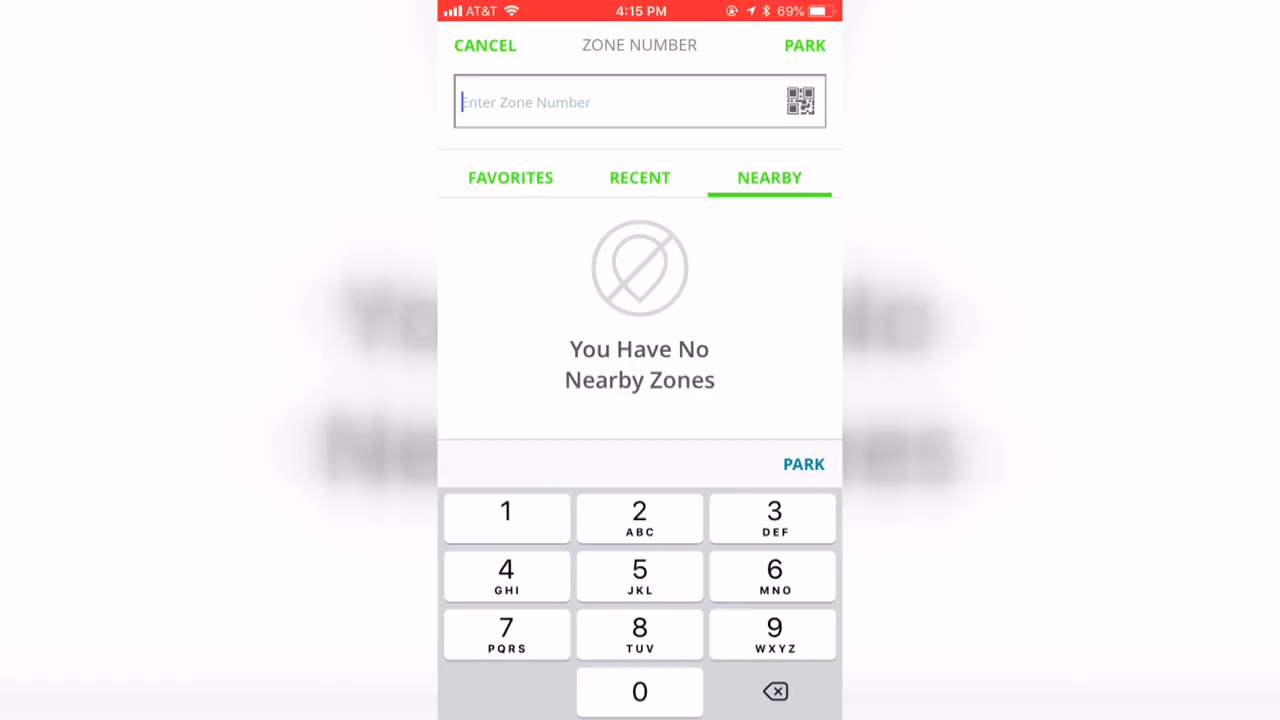 AT&T 4:15 PM 69%
CANCEL ZONE NUMBER PARK
Enter Zone Number
FAVORITES RECENT NEARBY
You Have No
Nearby Zones
PARK
1 2 3
ABC DEF
4 5 6
GHI JKL MNO
7 8 9
PQRS TUV WXYZ
0